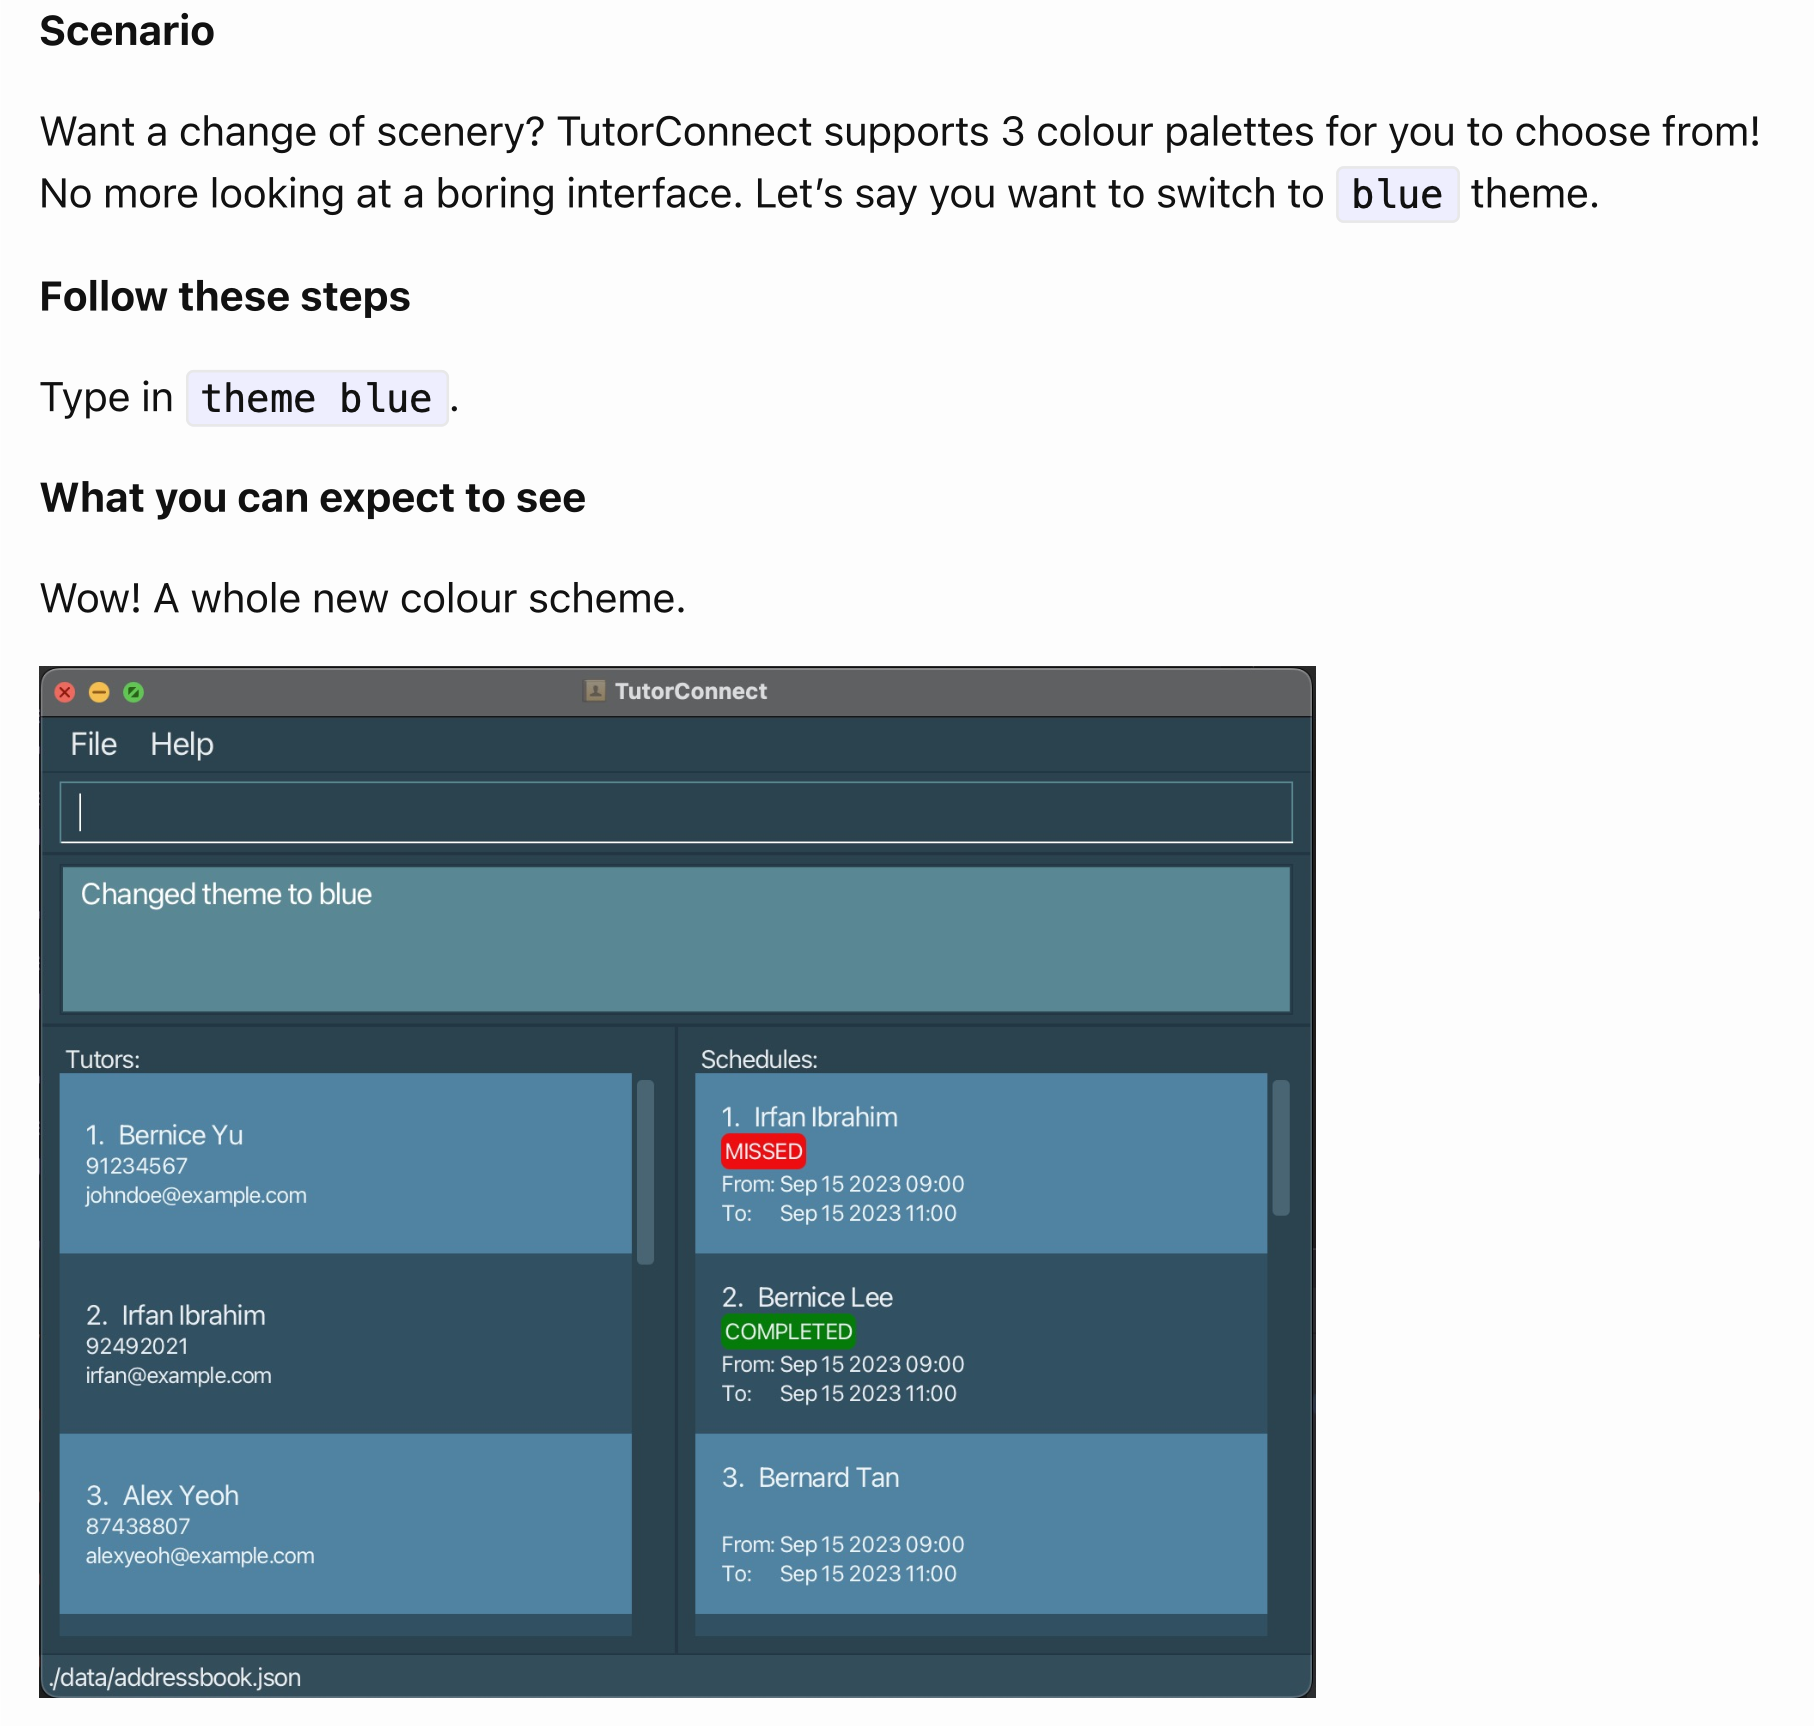 Scenario
Want a change of scenery? TutorConnect supports 3 colour palettes for you to choose from!
No more looking at a boring interface. Let’s say you want to switch to blue theme.
Follow these steps
Type in theme blue.
What you can expect to see
Wow! A whole new colour scheme.
TutorConnect
File Help
Changed theme to blue
Tutors:
1. Bernice Yu
91234567
johndoe@example.com
2. Irfan Ibrahim
92492021
irfan@example.com
3. Alex Yeoh
87438807
alexyeoh@example.com
Schedules:
1. Irfan Ibrahim
MISSED
From: Sep 15 2023 09:00
To: Sep 15 2023 11:00
2. Bernice Lee
COMPLETED
From: Sep 15 2023 09:00
To: Sep 15 2023 11:00
3. Bernard Tan
From: Sep 15 2023 09:00
To: Sep 15 2023 11:00
./data/addressbook.json